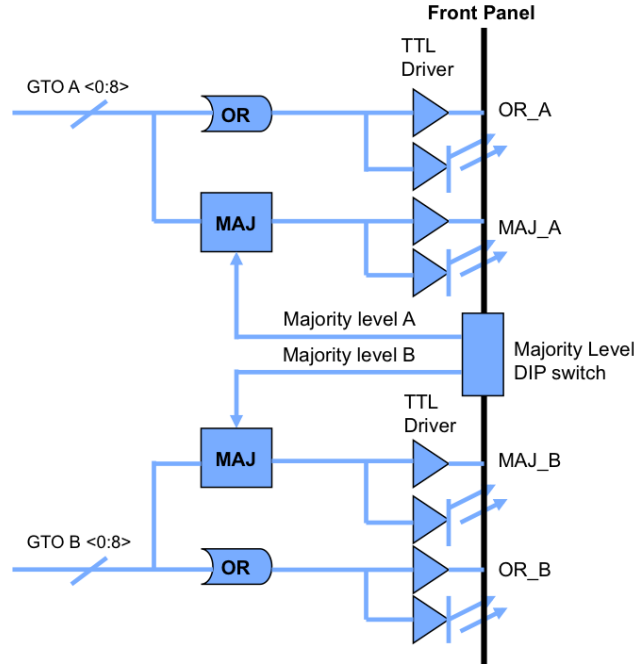 Front Panel
TTL
Driver
GTO A <0:8>
OR
OR_A
MAJ
MAJ_A
Majority level A
Majority level B
Majority Level
DIP switch
TTL
Driver
MAJ
MAJ_B
GTO B <0:8>
OR
OR_B